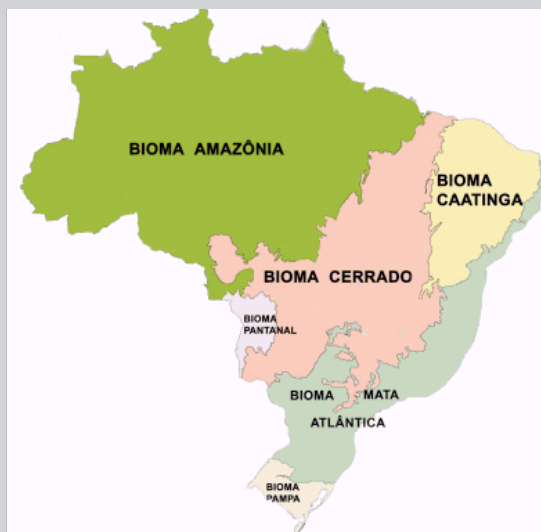 BIOMA AMAZÔNIA
BIOMA
CAATINGA
BIOMA CERRADO
BIOMA
PANTANAL
BIOMA MATA
ATLÂNTICA
BIOMA
PAMPA